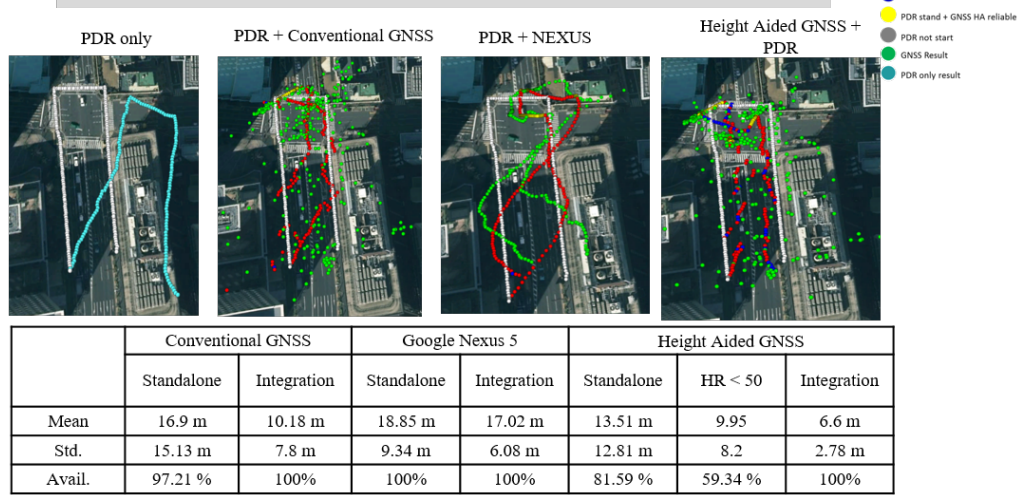 PDR only
PDR + Conventional GNSS
PDR + NEXUS
Height Aided GNSS +
PDR
PDR stand + GNSS HA reliable
PDR not start
GNSS Result
PDR only result
Conventional GNSS Google Nexus 5 Height Aided GNSS
Standalone Integration Standalone Integration Standalone HR < 50 Integration
Mean 16.9 m 10.18 m 18.85 m 17.02 m 13.51 m 9.95 6.6 m
Std. 15.13 m 7.8 m 9.34 m 6.08 m 12.81 m 8.2 2.78 m
Avail. 97.21 % 100% 100% 100% 81.59 % 59.34 % 100%